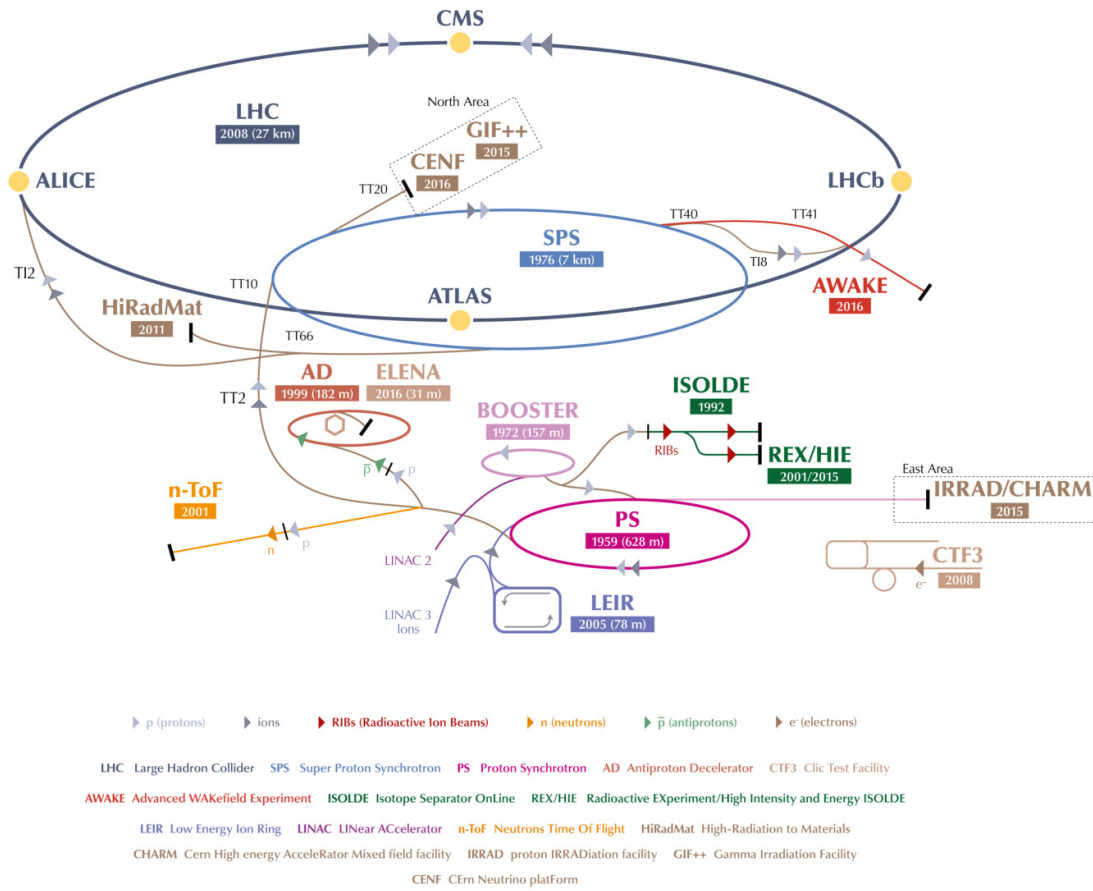 CMS
North Area
LHC
2008 (27 km)
GIF++
2015
CENF
2016
ALICE
TT20
LHCb
TT40
TT41
SPS
1976 (7 km)
TI8
TI2
TT10
AWAKE
2016
HiRadMat
2011
ATLAS
TT66
AD
1999 (182 m)
ELENA
2016 (31 m)
TT2
ISOLDE
1992
BOOSTER
1972 (157 m)
RIBs
REX/HIE
2001/2015
p̅
p
East Area
n-ToF
2001
IRRAD/CHARM
2015
PS
1959 (628 m)
n
p
LINAC 2
CTF3
2008
e-
LEIR
2005 (78 m)
LINAC 3
Ions
p (protons) ions RIBs (Radioactive Ion Beams) n (neutrons) p̅ (antiprotons) e- (electrons)
LHC Large Hadron Collider SPS Super Proton Synchrotron PS Proton Synchrotron AD Antiproton Decelerator CTF3 Clic Test Facility
AWAKE Advanced WAKefield Experiment ISOLDE Isotope Separator OnLine REX/HIE Radioactive EXperiment/High Intensity and Energy ISOLDE
LEIR Low Energy Ion Ring LINAC LINear ACcelerator n-ToF Neutrons Time Of Flight HiRadMat High-Radiation to Materials
CHARM Cern High energy AcceleRator Mixed field facility IRRAD proton IRRADiation facility GIF++ Gamma Irradiation Facility
CENF CErn Neutrino platForm